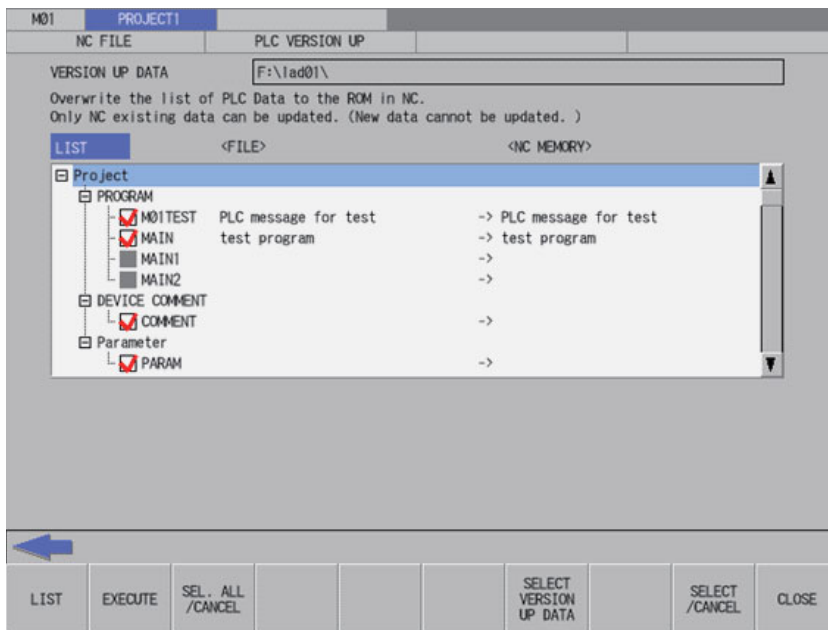 M01 PROJECT1
NC FILE PLC VERSION UP
VERSION UP DATA F:\lad01\
Overwrite the list of PLC Data to the ROM in NC.
Only NC existing data can be updated. (New data cannot be updated. )
LIST <FILE> <NC MEMORY>
Project
PROGRAM
M01TEST PLC message for test -> PLC message for test
MAIN test program -> test program
MAIN1 ->
MAIN2 ->
DEVICE COMMENT
COMMENT ->
Parameter
PARAM ->
LIST
EXECUTE
SEL. ALL
/CANCEL
SELECT
VERSION
UP DATA
SELECT
/CANCEL
CLOSE